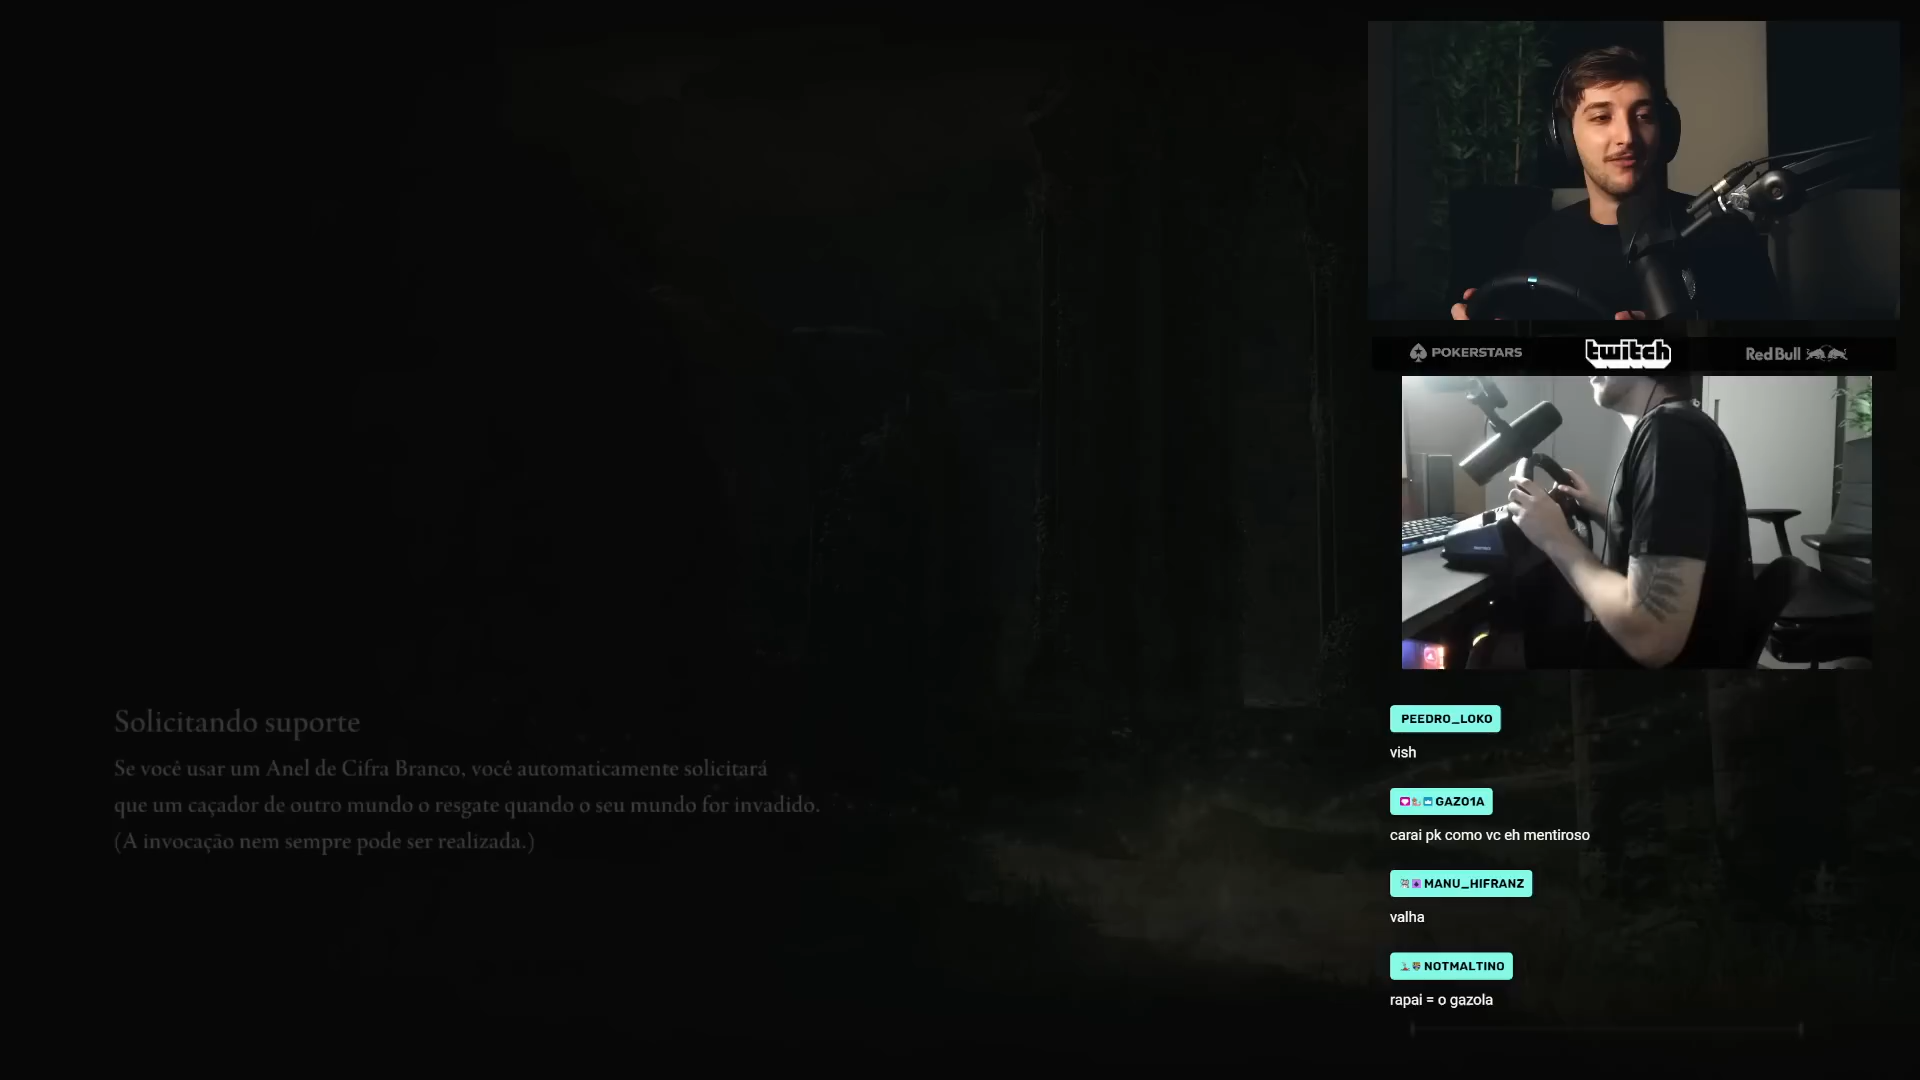 POKERSTARS
twitch
Red Bull
Solicitando suporte
Se você usar um Anel de Cifra Branco, você automaticamente solicitará
que um caçador de outro mundo o resgate quando o seu mundo for invadido.
(A invocação nem sempre pode ser realizada.)
PEEDRO_LOKO
vish
GAZO1A
carai pk como vc eh mentiroso
MANU_HIFRANZ
valha
NOTMALTINO
rapai = o gazola